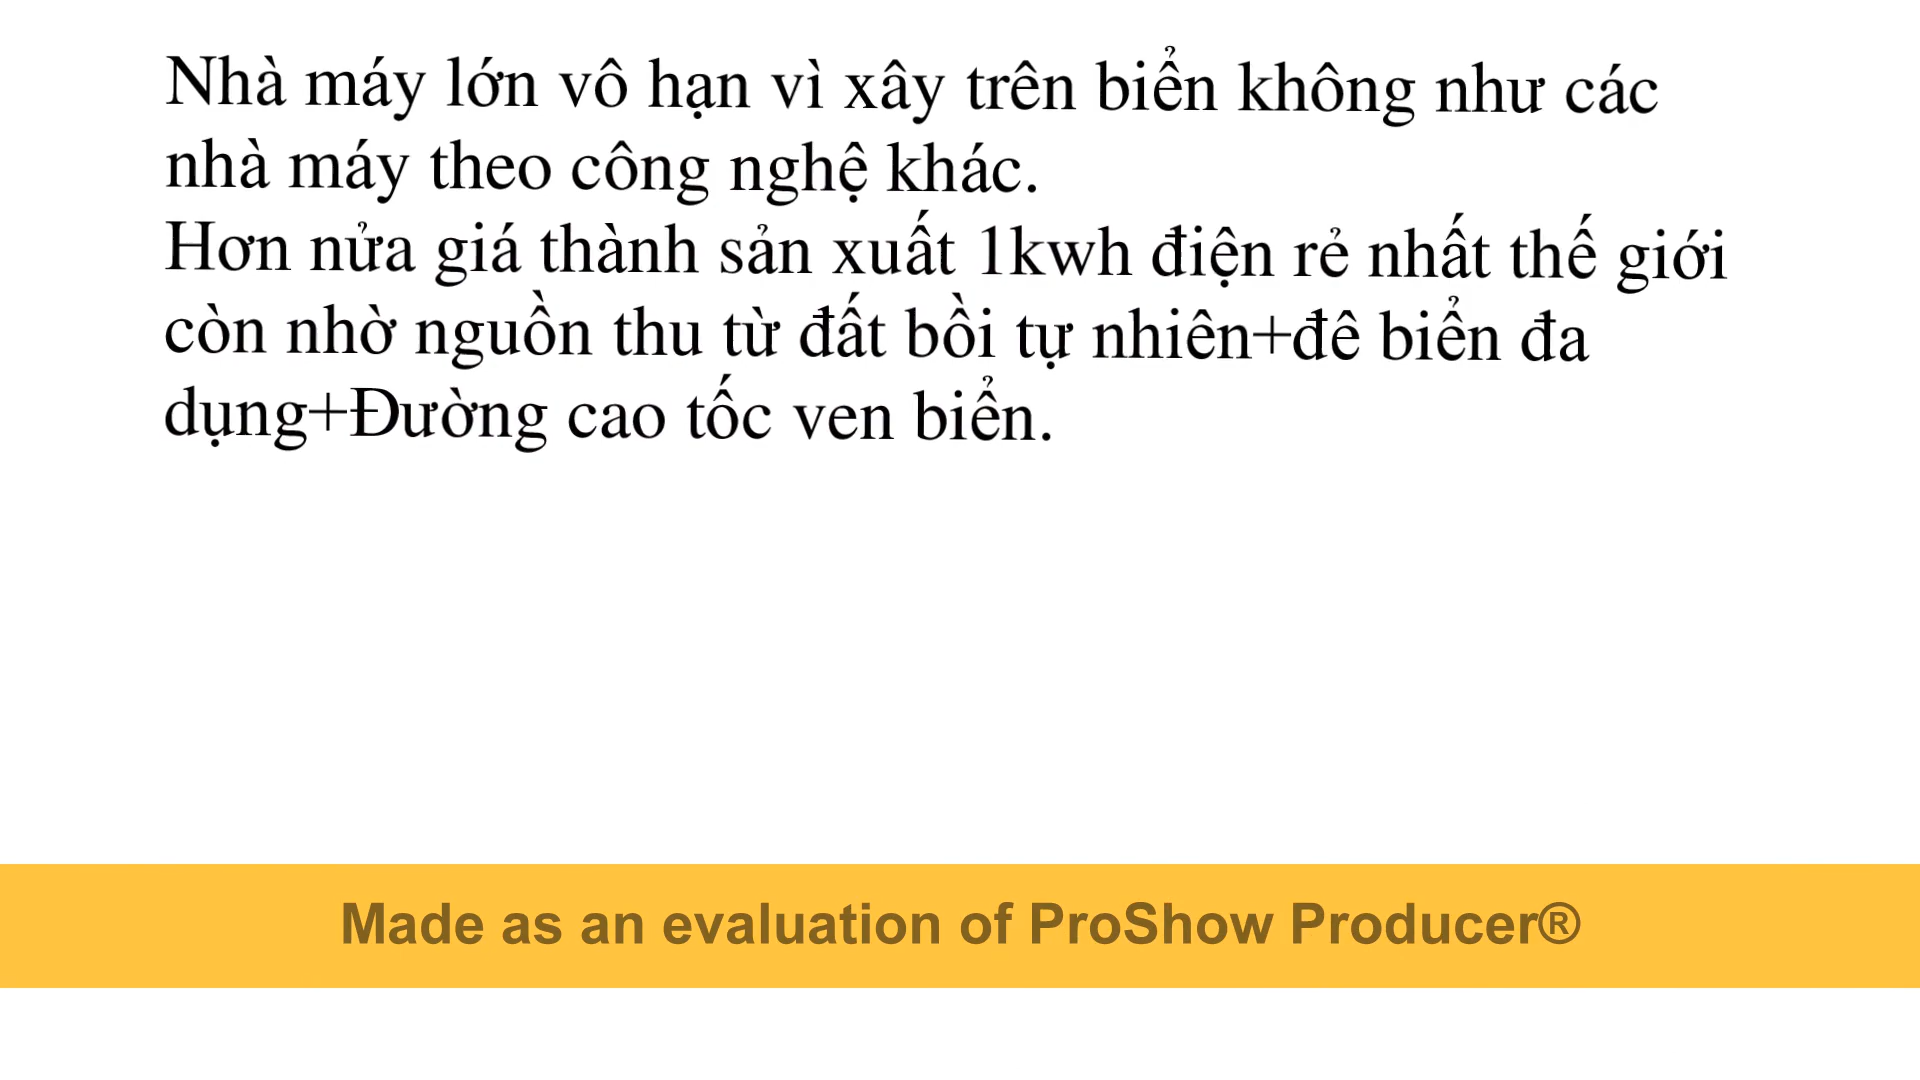 Nhà máy lớn vô hạn vì xây trên biển không như các
nhà máy theo công nghệ khác.
Hơn nửa giá thành sản xuất 1kwh điện rẻ nhất thế giới
còn nhờ nguồn thu từ đất bồi tự nhiên+đê biển đa
dụng+Đường cao tốc ven biển.
Made as an evaluation of ProShow Producer®